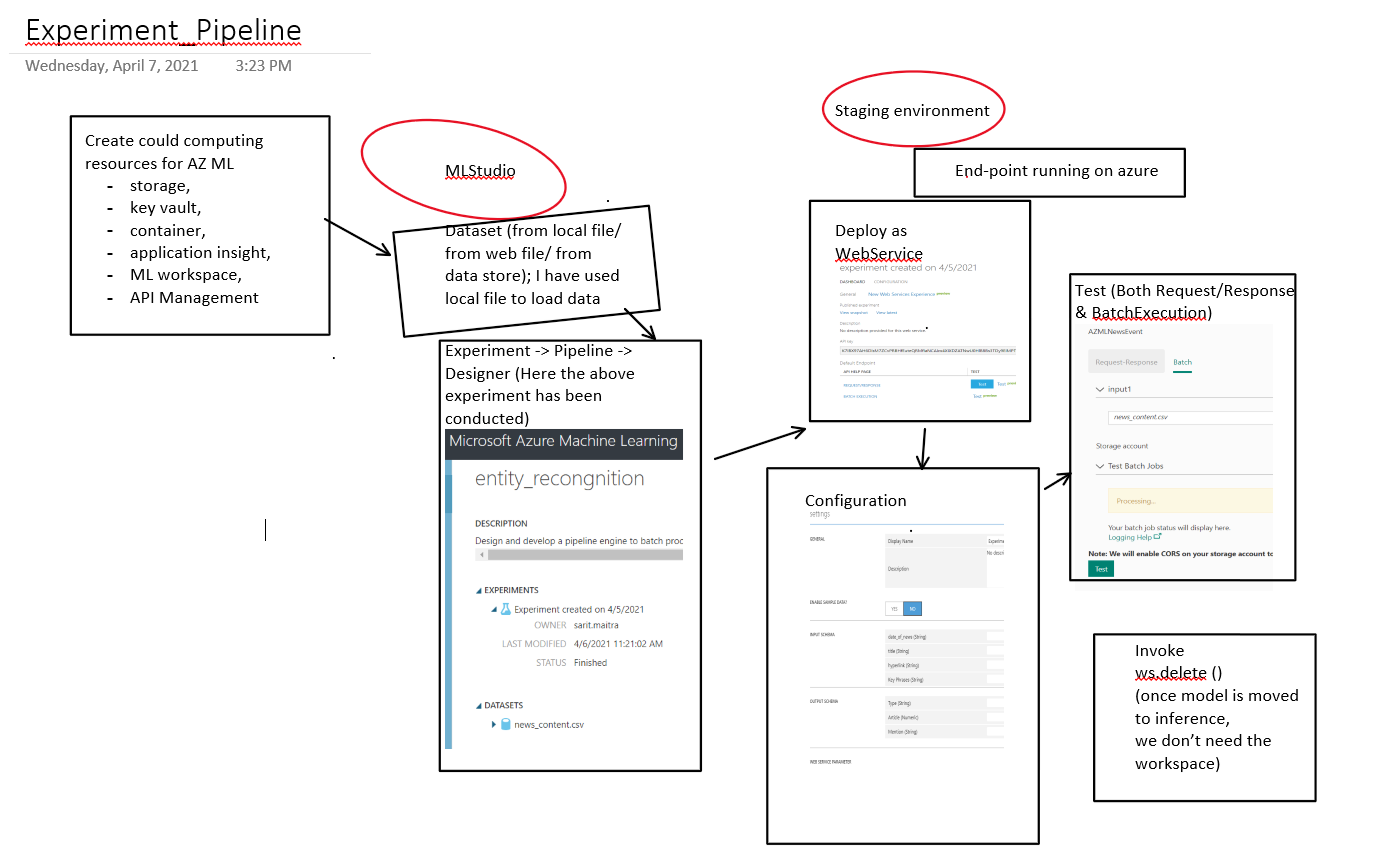 Experiment_Pipeline
Wednesday, April 7, 2021 3:23 PM
Create could computing
resources for AZ ML
- storage,
- key vault,
- container,
- application insight,
- ML workspace,
- API Management
MLStudio
Dataset (from local file/
from web file/ from
data store); I have used
local file to load data
Experiment -> Pipeline ->
Designer (Here the above
experiment has been
conducted)
Microsoft Azure Machine Learning
entity_recongnition
DESCRIPTION
Design and develop a pipeline engine to batch proc
EXPERIMENTS
Experiment created on 4/5/2021
OWNER sarit.maitra
LAST MODIFIED 4/6/2021 11:21:02 AM
STATUS Finished
DATASETS
news_content.csv
Staging environment
End-point running on azure
Deploy as
WebService
experiment created on 4/5/2021
DASHBOARD CONFIGURATION
General New Web Services Experience preview
Published experiment
View snapshot View latest
Description
No description provided for this web service.
API key
Default Endpoint
API HELP PAGE TEST
REQUEST/RESPONSE Test Test preview
BATCH EXECUTION Test preview
Configuration
settings
GENERAL Display Name Experime
No descri
Description
ENABLE SAMPLE DATA? YES NO
INPUT SCHEMA date_of_news (String)
title (String)
hyperlink (String)
Key Phrases (String)
OUTPUT SCHEMA Type (String)
Article (Numeric)
Mention (String)
WEB SERVICE PARAMETER
Test (Both Request/Response
& BatchExecution)
AZMLNewsEvent
Request-Response Batch
input1
news_content.csv
Storage account
Test Batch Jobs
Processing...
Your batch job status will display here.
Logging Help
Note: We will enable CORS on your storage account to
Test
Invoke
ws.delete ()
(once model is moved
to inference,
we don’t need the
workspace)